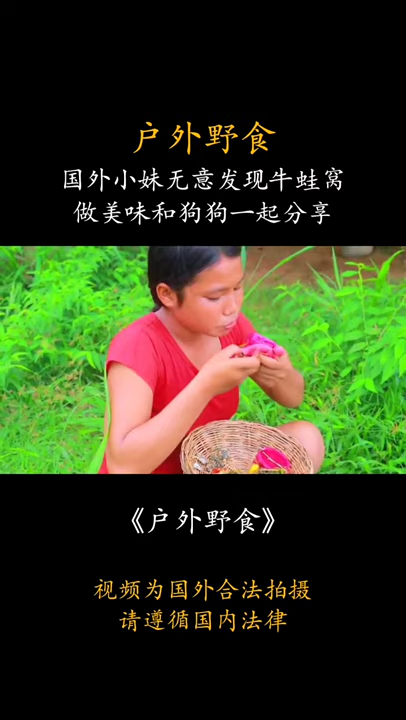 户外野食
国外小妹无意发现牛蛙窝
做美味和狗狗一起分享
《户外野食》
视频为国外合法拍摄
请遵循国内法律